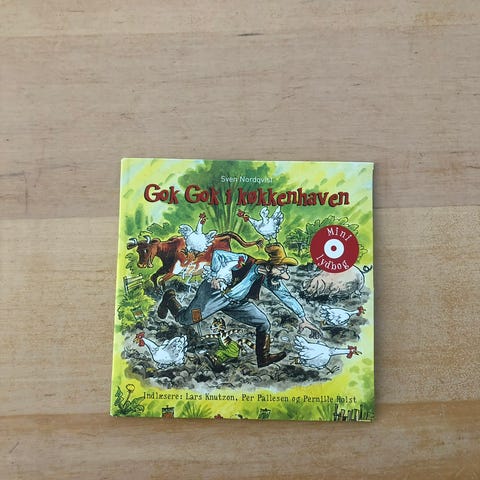 Sven Nordqvist
Gok Gok i køkkenhaven
Mini
lydbog
Indlæsere: Lars Knutzon, Per Pallesen og Pernille Holst